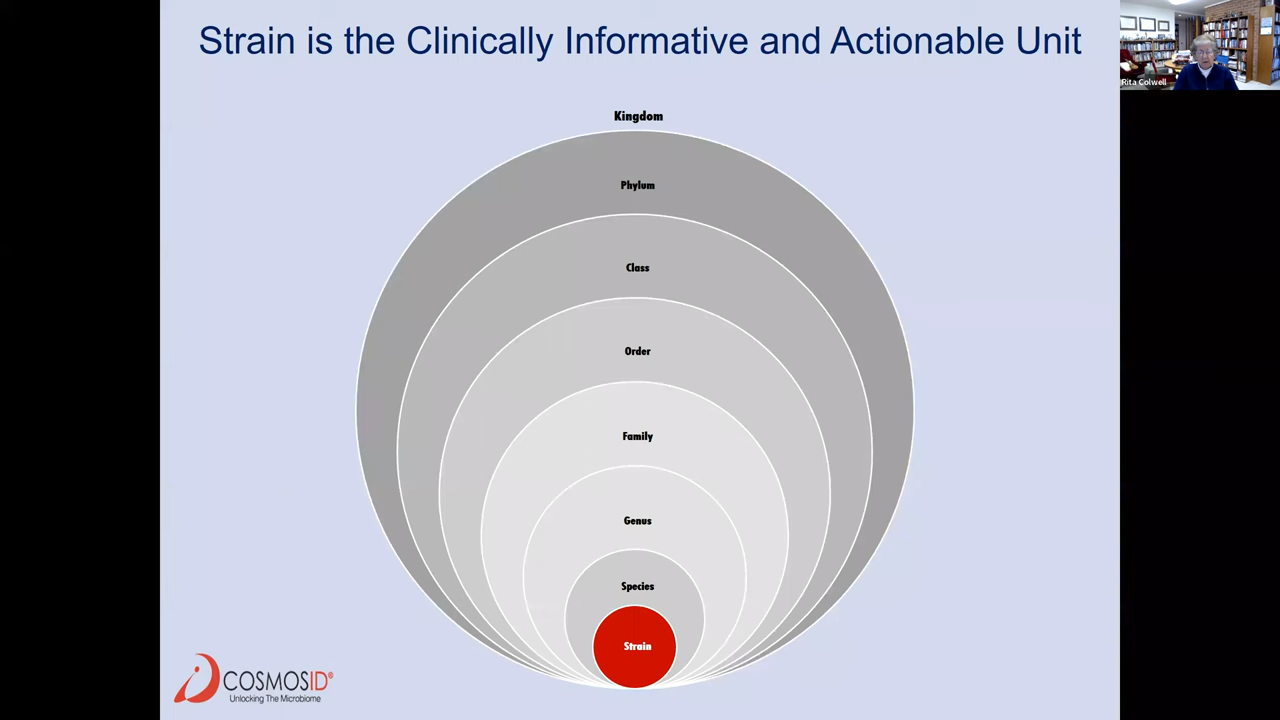 Strain is the Clinically Informative and Actionable Unit
Rita Colwell
Kingdom
Phylum
Class
Order
Family
Genus
Species
Strain
COSMOSID®
Unlocking The Microbiome